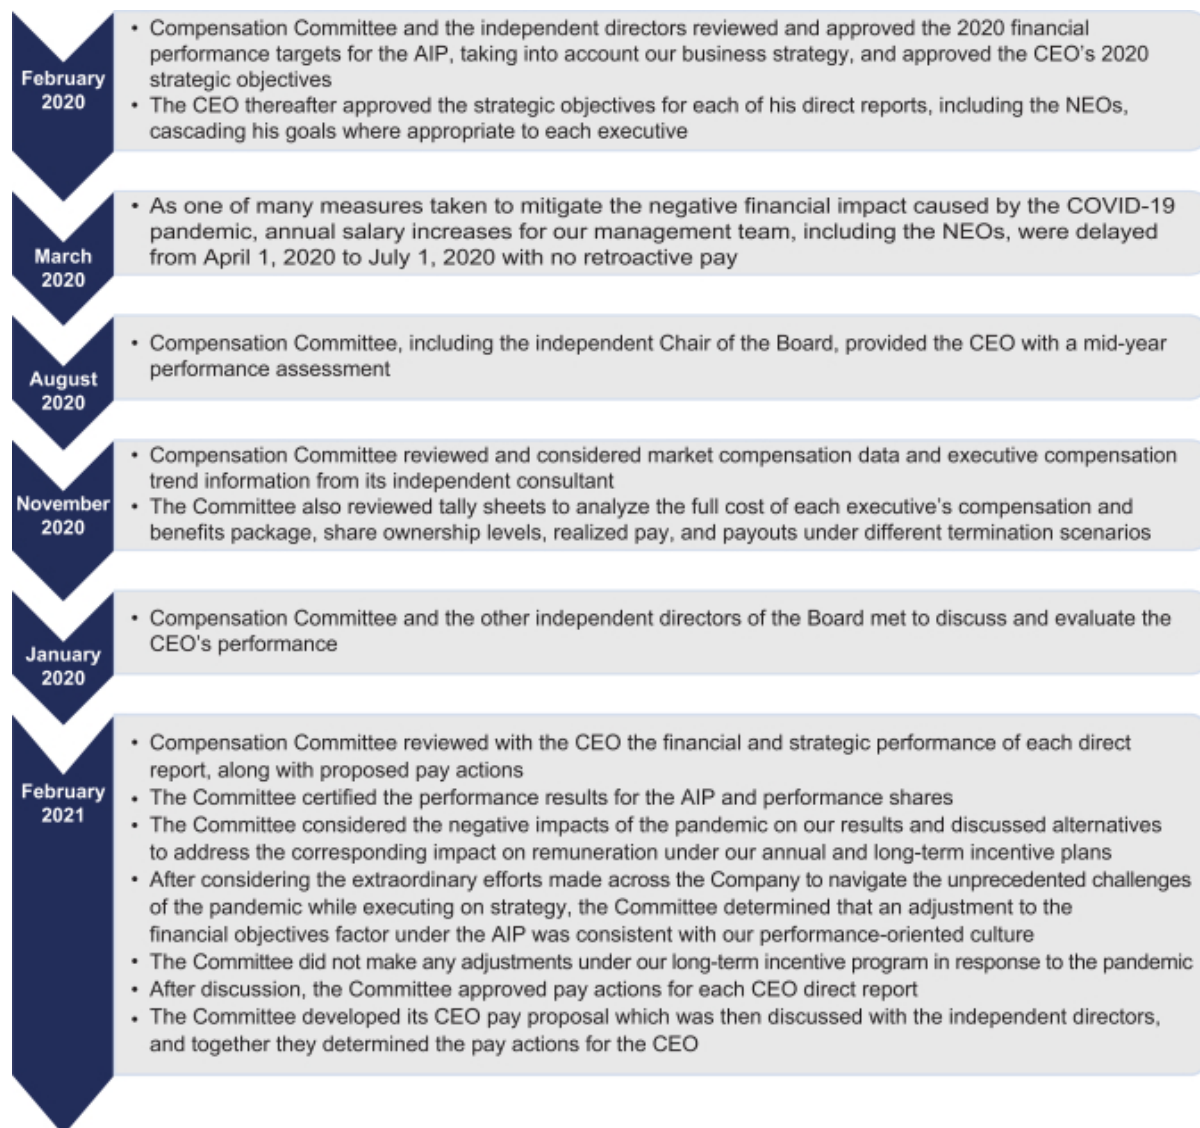 February
2020
• Compensation Committee and the independent directors reviewed and approved the 2020 financial
performance targets for the AIP, taking into account our business strategy, and approved the CEO's 2020
strategic objectives
• The CEO thereafter approved the strategic objectives for each of his direct reports, including the NEOs,
cascading his goals where appropriate to each executive
March
2020
• As one of many measures taken to mitigate the negative financial impact caused by the COVID-19
pandemic, annual salary increases for our management team, including the NEOs, were delayed
from April 1, 2020 to July 1, 2020 with no retroactive pay
August
2020
• Compensation Committee, including the independent Chair of the Board, provided the CEO with a mid-year
performance assessment
November
2020
• Compensation Committee reviewed and considered market compensation data and executive compensation
trend information from its independent consultant
• The Committee also reviewed tally sheets to analyze the full cost of each executive's compensation and
benefits package, share ownership levels, realized pay, and payouts under different termination scenarios
January
2020
• Compensation Committee and the other independent directors of the Board met to discuss and evaluate the
CEO's performance
February
2021
• Compensation Committee reviewed with the CEO the financial and strategic performance of each direct
report, along with proposed pay actions
• The Committee certified the performance results for the AIP and performance shares
• The Committee considered the negative impacts of the pandemic on our results and discussed alternatives
to address the corresponding impact on remuneration under our annual and long-term incentive plans
• After considering the extraordinary efforts made across the Company to navigate the unprecedented challenges
of the pandemic while executing on strategy, the Committee determined that an adjustment to the
financial objectives factor under the AIP was consistent with our performance-oriented culture
• The Committee did not make any adjustments under our long-term incentive program in response to the pandemic
• After discussion, the Committee approved pay actions for each CEO direct report
• The Committee developed its CEO pay proposal which was then discussed with the independent directors,
and together they determined the pay actions for the CEO